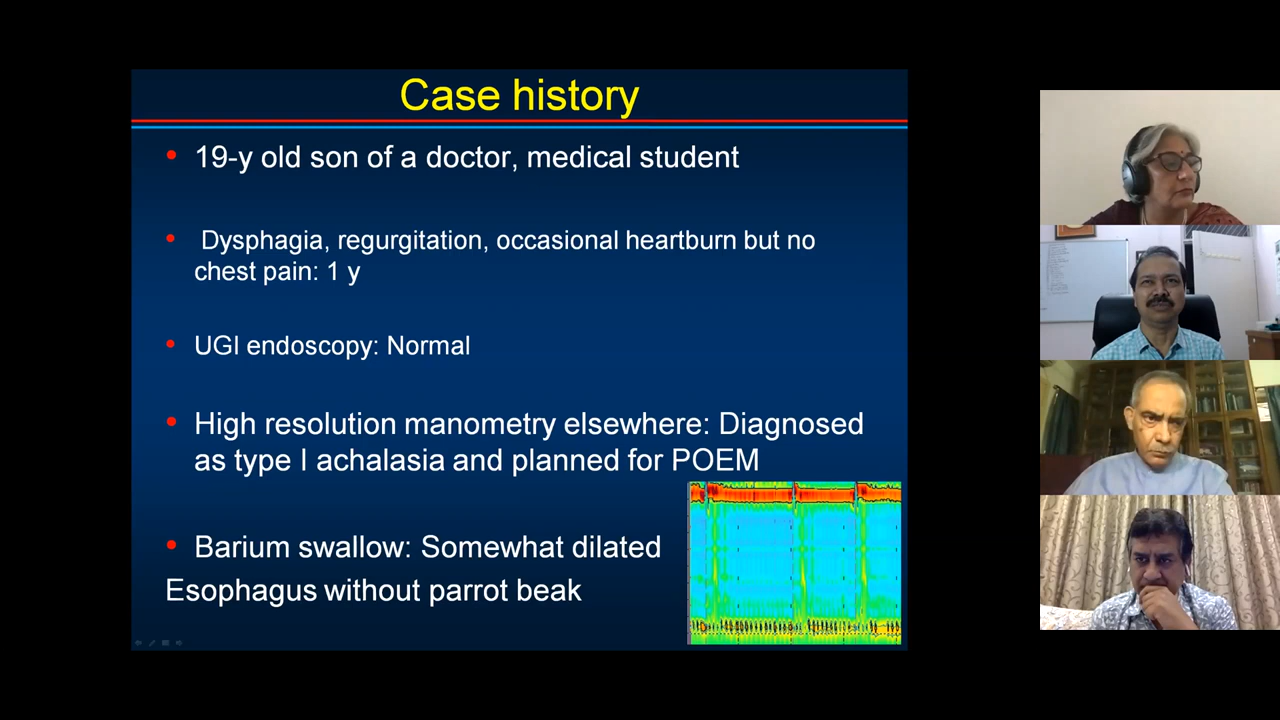 Case history
19-y old son of a doctor, medical student
Dysphagia, regurgitation, occasional heartburn but no
chest pain: 1 y
UGI endoscopy: Normal
High resolution manometry elsewhere: Diagnosed
as type I achalasia and planned for POEM
Barium swallow: Somewhat dilated
Esophagus without parrot beak